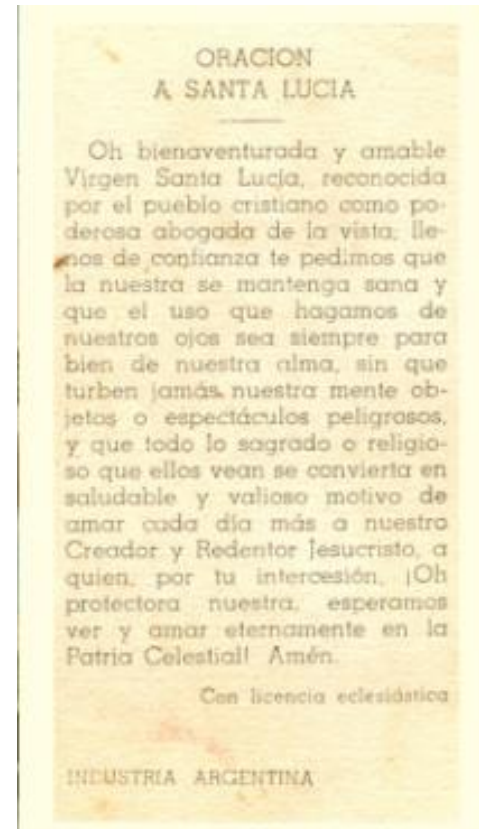 ORACION
A SANTA LUCIA
Oh bienaventurada y amable
Virgen Santa Lucía, reconocida
por el pueblo cristiano como po-
derosa abogada de la vista, lle-
nos de confianza te pedimos que
la nuestra se mantenga sana y
que el uso que hagamos de
nuestros ojos sea siempre para
bien de nuestra alma, sin que
turben jamás nuestra mente ob-
jetos o espectáculos peligrosos,
y que todo lo sagrado o religio-
so que ellos vean se convierta en
saludable y valioso motivo de
amar cada día más a nuestro
Creador y Redentor Jesucristo, a
quien, por tu intercesión, ¡Oh
protectora nuestra, esperamos
ver y amar eternamente en la
Patria Celestial! Amén.
Con licencia eclesiástica
INDUSTRIA ARGENTINA